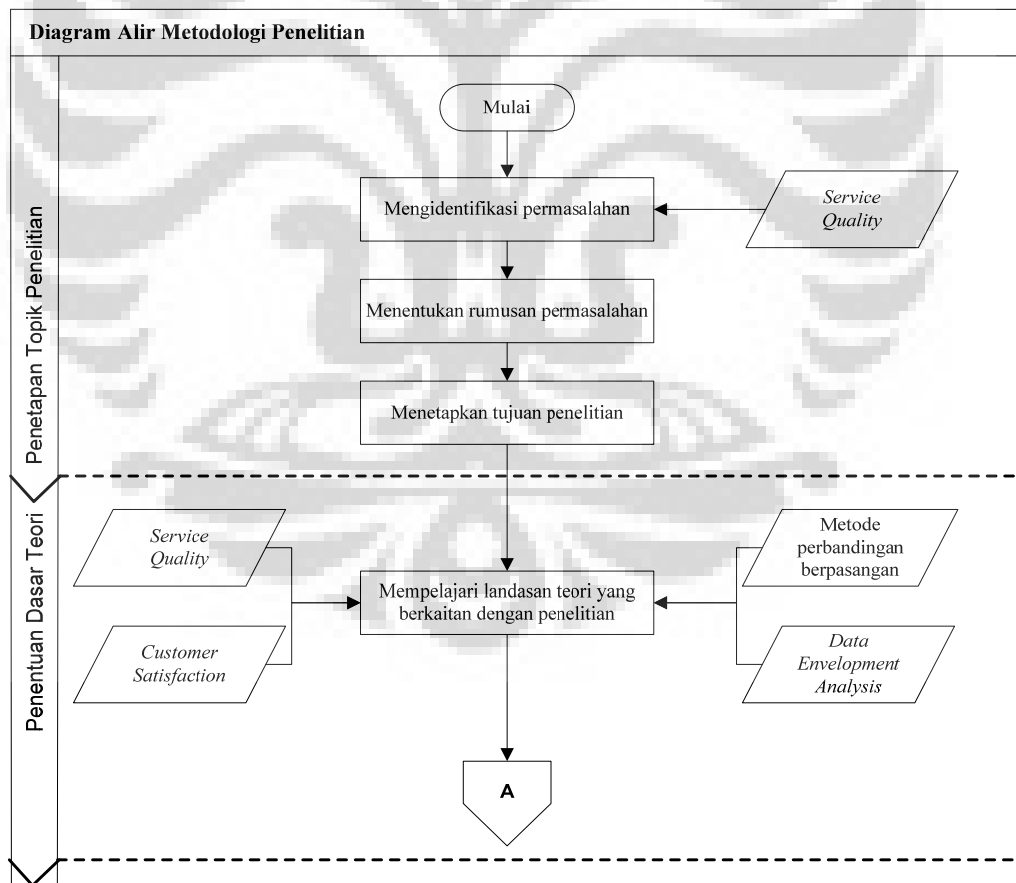 Diagram Alir Metodologi Penelitian
Penetapan Topik Penelitian
Mulai
Mengidentifikasi permasalahan
Service
Quality
Menentukan rumusan permasalahan
Menetapkan tujuan penelitian
Penentuan Dasar Teori
Service
Quality
Customer
Satisfaction
Mempelajari landasan teori yang
berkaitan dengan penelitian
Metode
perbandingan
berpasangan
Data
Envelopment
Analysis
A